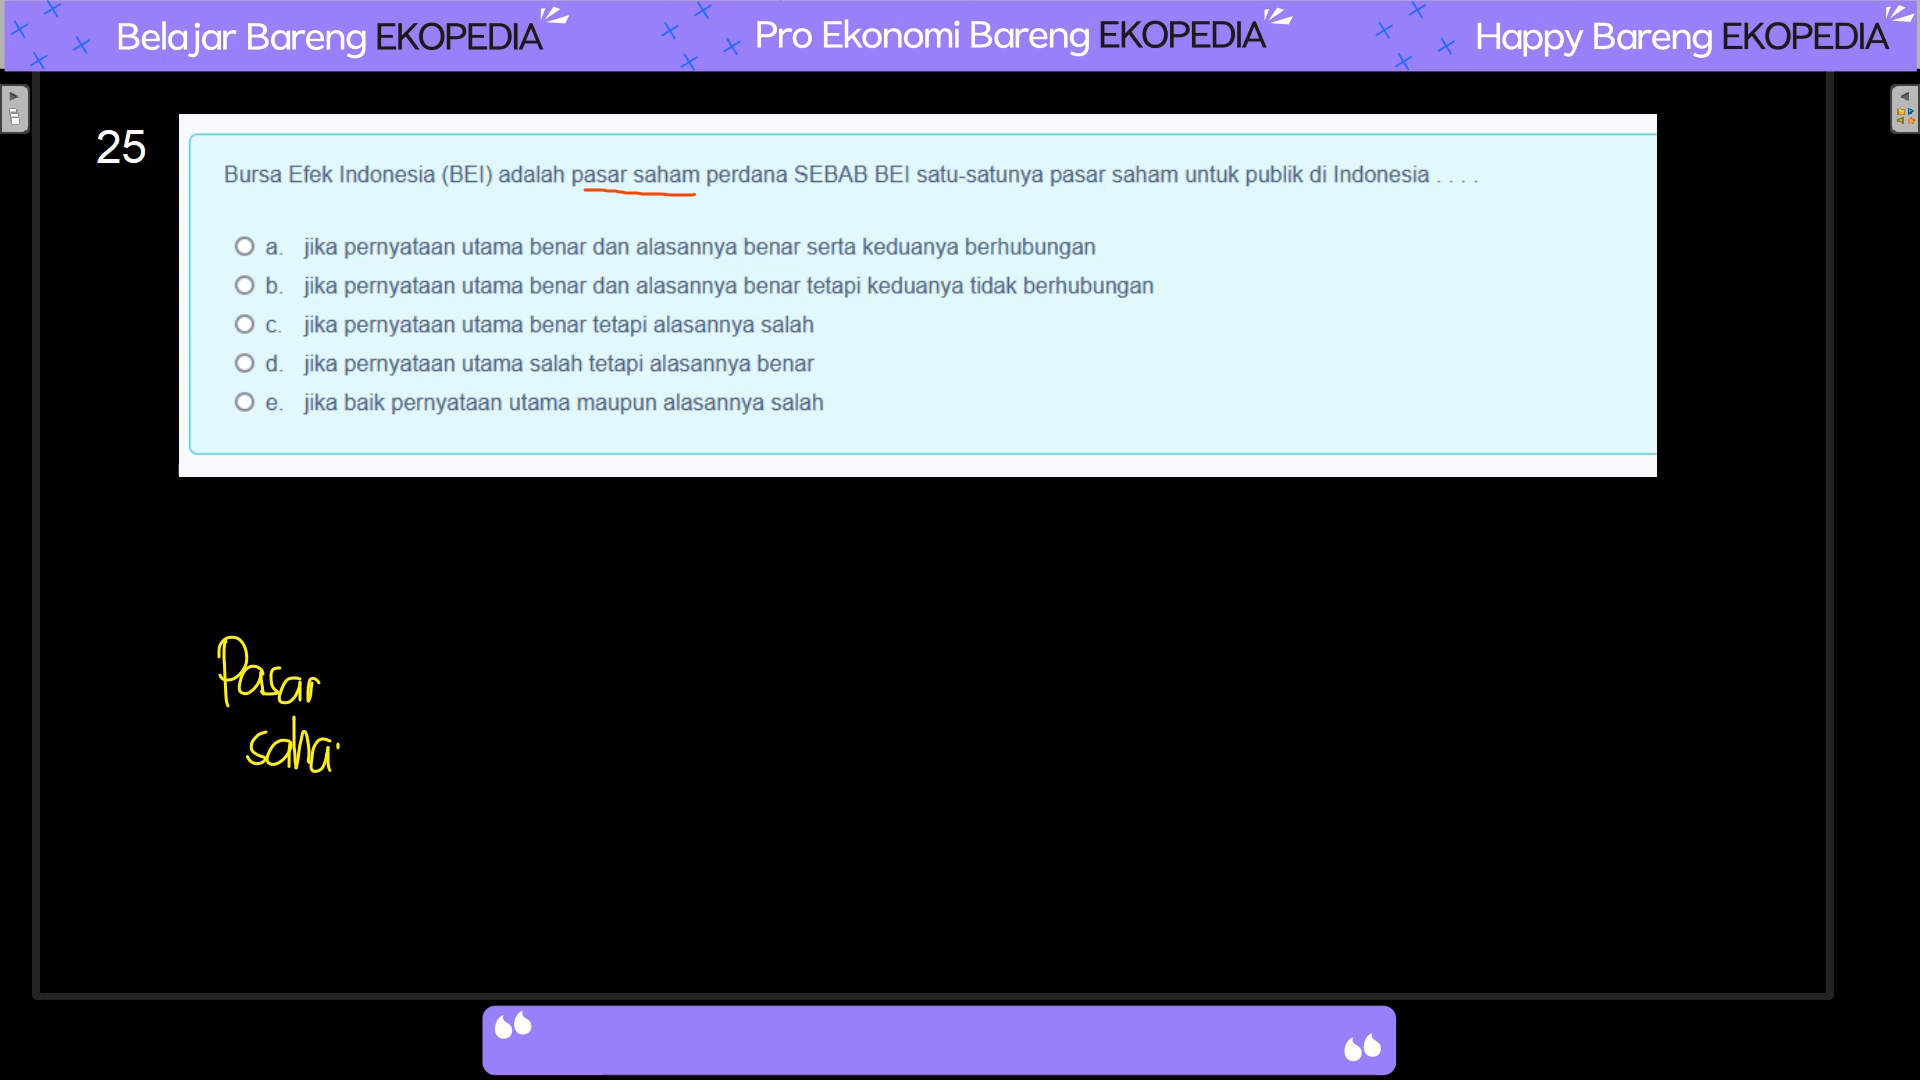 Belajar Bareng EKOPEDIA Pro Ekonomi Bareng EKOPEDIA Happy Bareng EKOPEDIA
25
Bursa Efek Indonesia (BEI) adalah pasar saham perdana SEBAB BEI satu-satunya pasar saham untuk publik di Indonesia . . . .
a. jika pernyataan utama benar dan alasannya benar serta keduanya berhubungan
b. jika pernyataan utama benar dan alasannya benar tetapi keduanya tidak berhubungan
c. jika pernyataan utama benar tetapi alasannya salah
d. jika pernyataan utama salah tetapi alasannya benar
e. jika baik pernyataan utama maupun alasannya salah
Pasar
saha